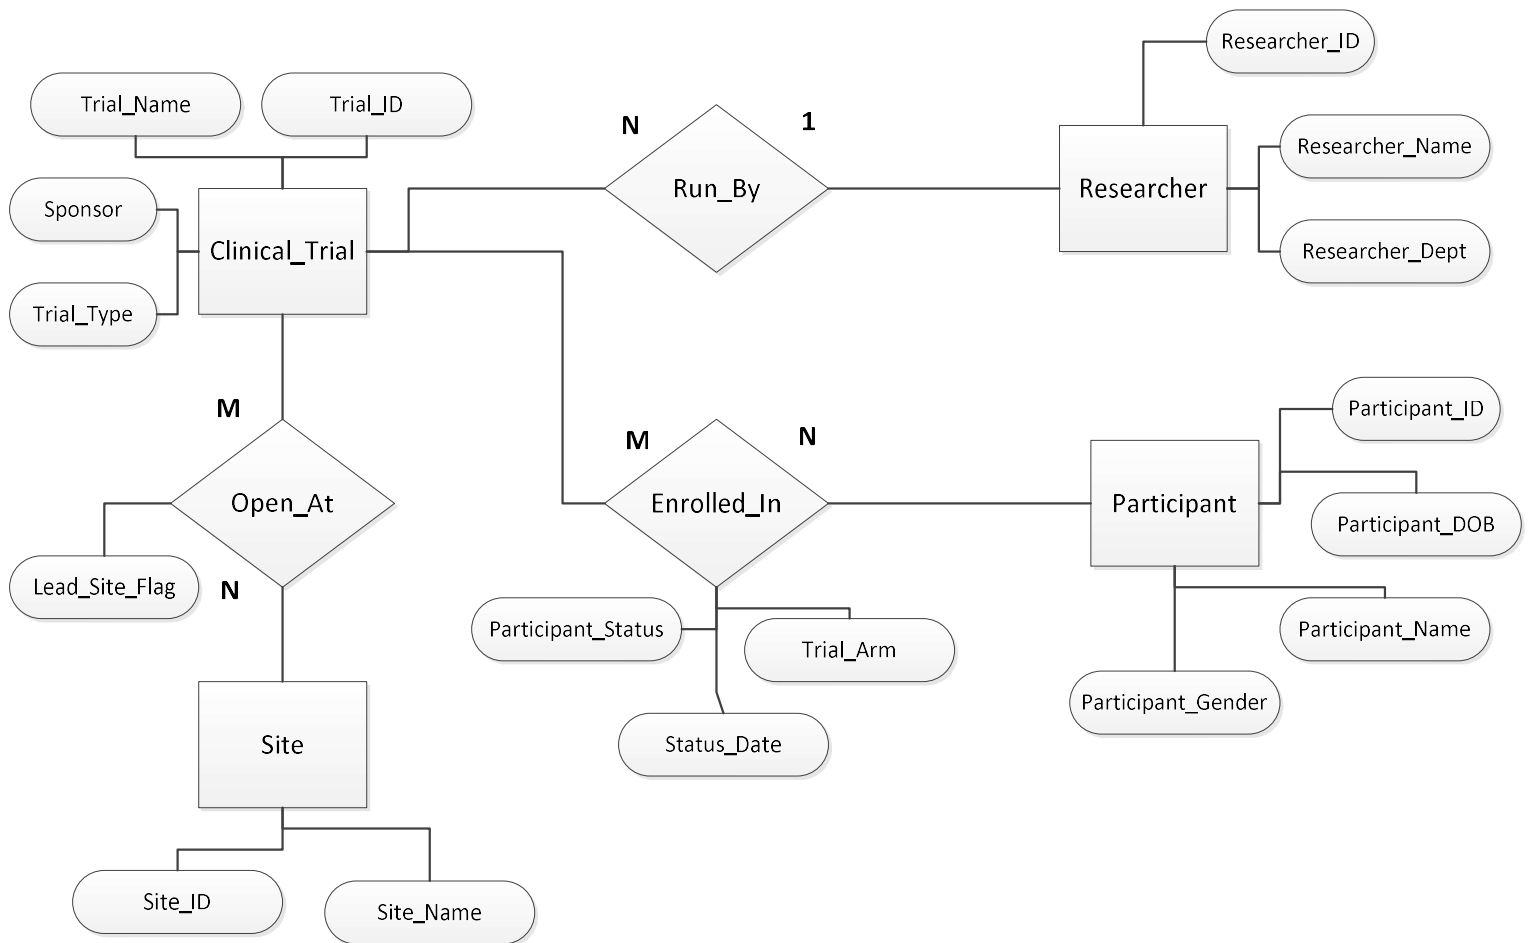 Researcher_ID
Trial_Name
Trial_ID
N
1
Researcher_Name
Run_By
Researcher
Sponsor
Clinical_Trial
Researcher_Dept
Trial_Type
M
Participant_ID
M
N
Open_At
Enrolled_In
Participant
Participant_DOB
Lead_Site_Flag
N
Participant_Status
Trial_Arm
Participant_Name
Participant_Gender
Site
Status_Date
Site_ID
Site_Name